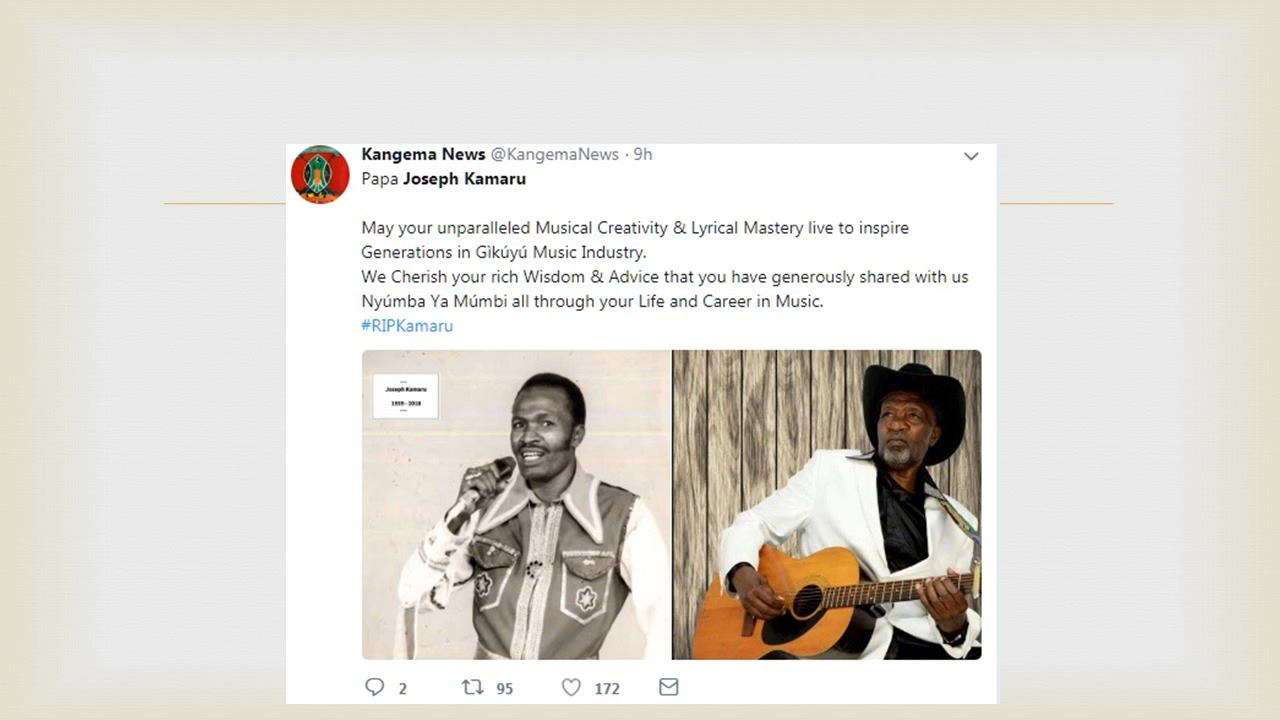 Kangema News @KangemaNews · 9h
Papa Joseph Kamaru
May your unparalleled Musical Creativity & Lyrical Mastery live to inspire
Generations in Gìkúyú Music Industry.
We Cherish your rich Wisdom & Advice that you have generously shared with us
Nyúmba Ya Múmbi all through your Life and Career in Music.
#RIPKamaru
Joseph Kamaru
1939 - 2018
2 95 172